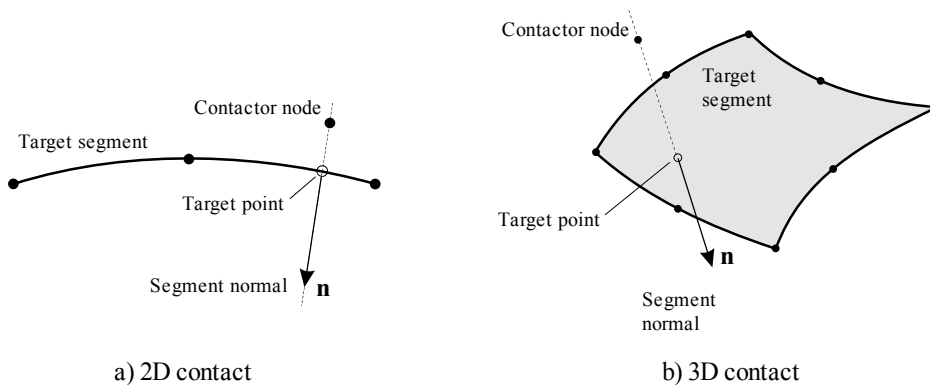 Contactor node
Target segment
Target point
Segment normal
n
a) 2D contact
Contactor node
Target
segment
Target point
n
Segment
normal
b) 3D contact